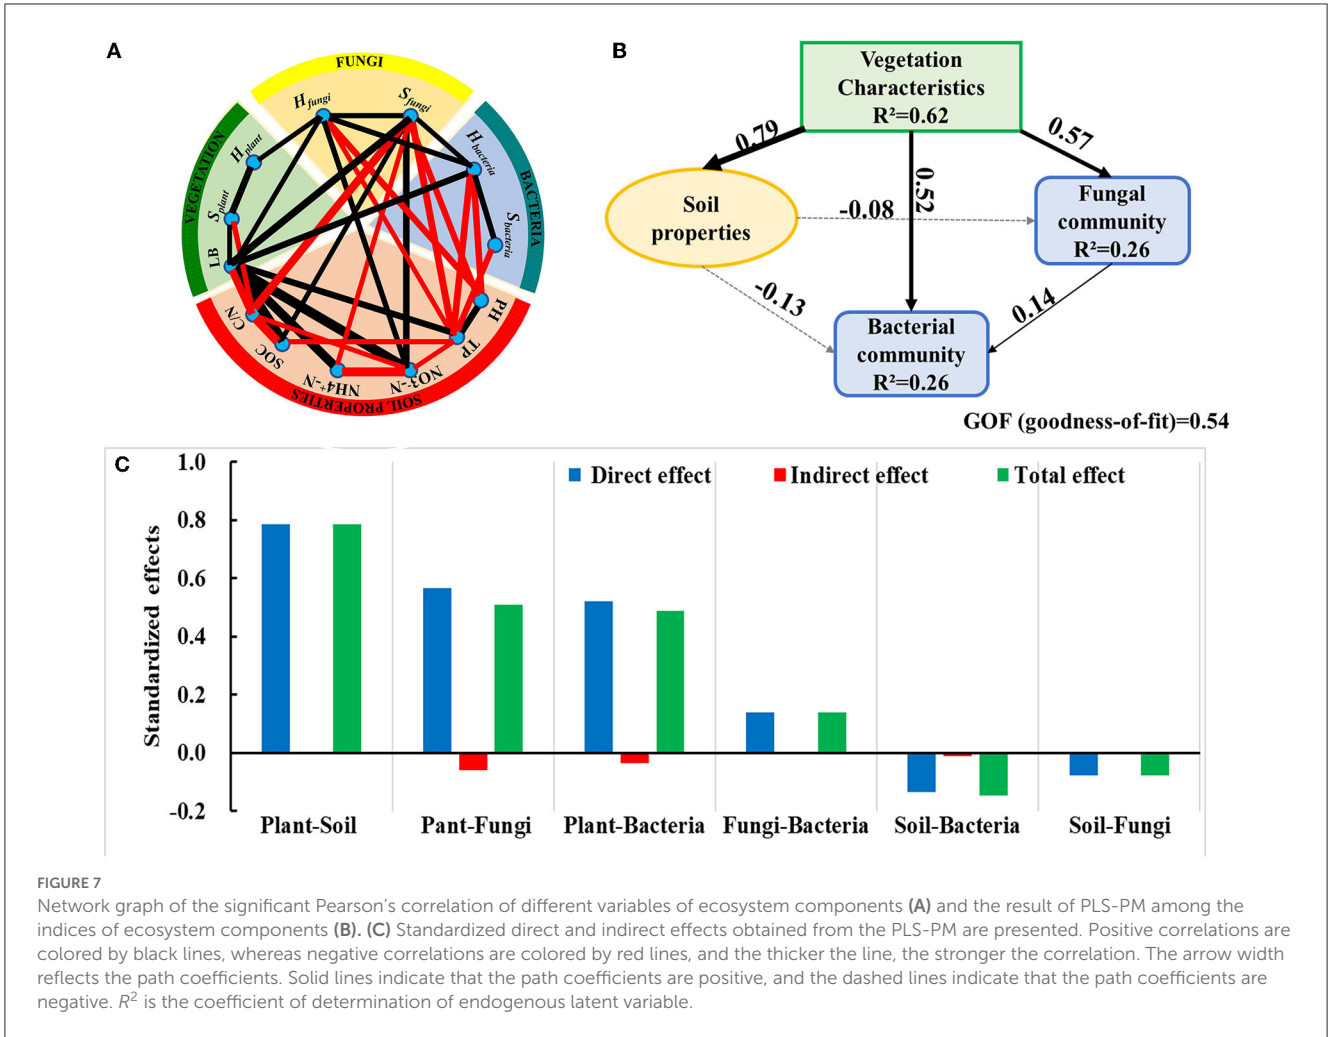 A
FUNGI
H fungi
S fungi
VEGETATION
H plant
S plant
LB
H bacteria
S bacteria
BACTERIA
C/N
SOC
NH4+-N
NO3--N
TP
PH
SOIL PROPERTIES
B
Vegetation
Characteristics
R²=0.62
0.79
0.57
0.52
Soil
properties
-0.08
Fungal
community
R²=0.26
-0.13
0.14
Bacterial
community
R²=0.26
GOF (goodness-of-fit)=0.54
C
Direct effect
Indirect effect
Total effect
Standardized effects
1.0
0.8
0.6
0.4
0.2
0.0
-0.2
Plant-Soil
Pant-Fungi
Plant-Bacteria
Fungi-Bacteria
Soil-Bacteria
Soil-Fungi
FIGURE 7
Network graph of the significant Pearson's correlation of different variables of ecosystem components (A) and the result of PLS-PM among the
indices of ecosystem components (B). (C) Standardized direct and indirect effects obtained from the PLS-PM are presented. Positive correlations are
colored by black lines, whereas negative correlations are colored by red lines, and the thicker the line, the stronger the correlation. The arrow width
reflects the path coefficients. Solid lines indicate that the path coefficients are positive, and the dashed lines indicate that the path coefficients are
negative. R² is the coefficient of determination of endogenous latent variable.